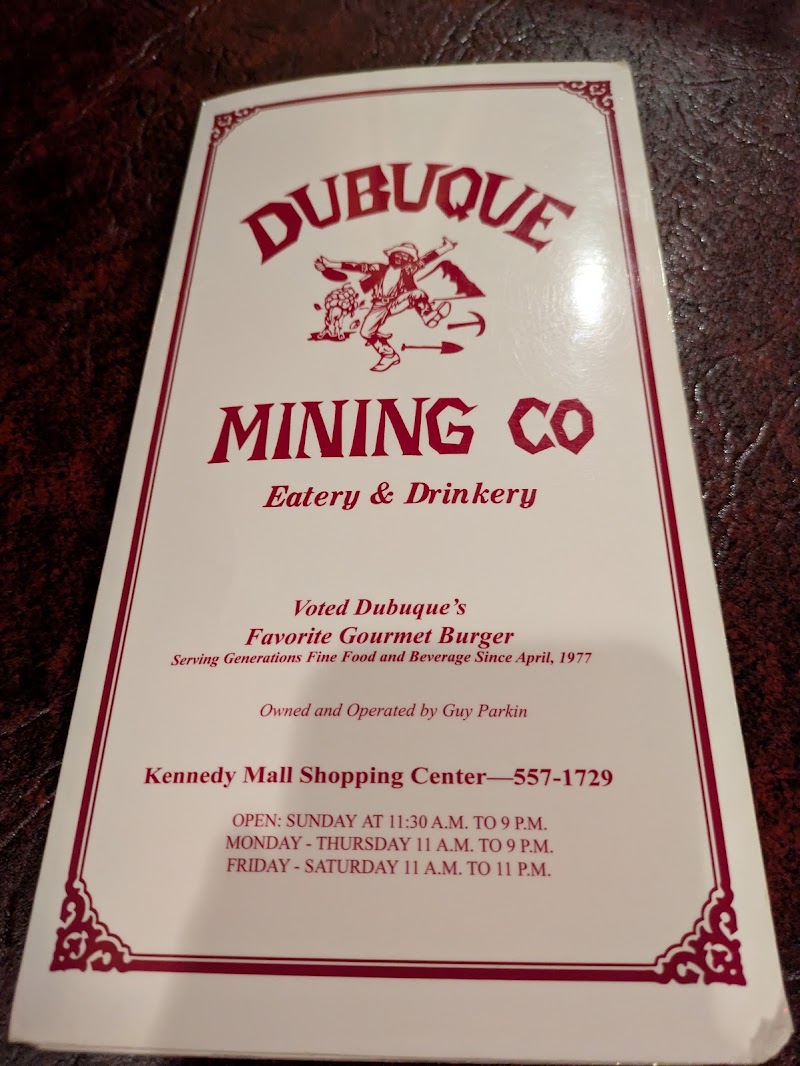 DUBUQUE
MINING CO
Eatery & Drinkery
Voted Dubuque's
Favorite Gourmet Burger
Serving Generations Fine Food and Beverage Since April, 1977
Owned and Operated by Guy Parkin
Kennedy Mall Shopping Center—557-1729
OPEN: SUNDAY AT 11:30 A.M. TO 9 P.M.
MONDAY - THURSDAY 11 A.M. TO 9 P.M.
FRIDAY - SATURDAY 11 A.M. TO 11 P.M.